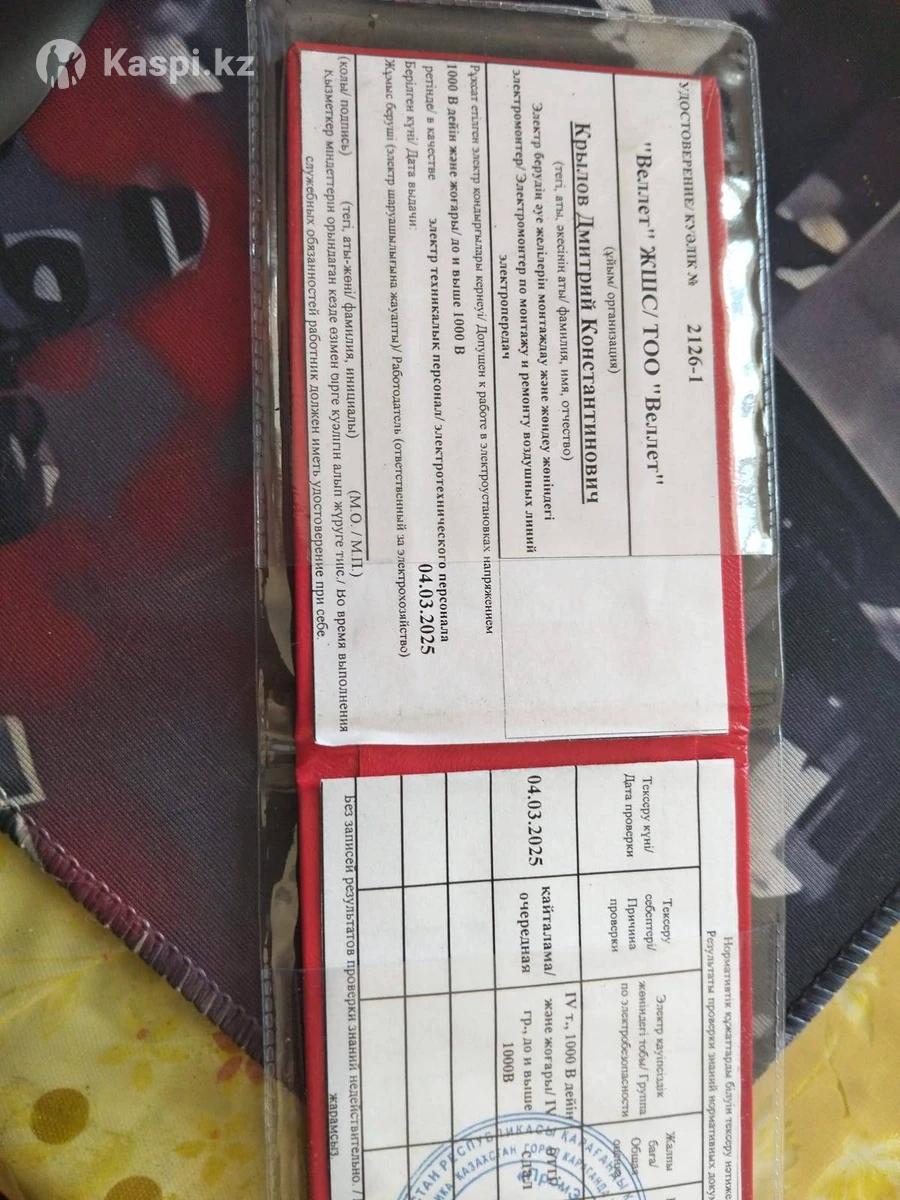 Kaspi.kz
УДОСТОВЕРЕНИЕ/ КУӘЛІК № 2126-1
"Веллет" ЖШС/ ТОО "Веллет"
(ұйым/ организация)
Крылов Дмитрий Константинович
(тегі, аты, әкесінің аты/ фамилия, имя, отчество)
Электр берудің әуе желілерін монтаждау және жөндеу жөніндегі
электромонтер/ Электромонтер по монтажу и ремонту воздушных линий
электропередач
Рұқсат етілген электр қондырғылары кернеуі/ Допущен к работе в электроустановках напряжением
1000 В дейін және жоғары/ до и выше 1000 В
ретінде/ в качестве электр техникалық персонал/ электротехнического персонала
Берілген күні/ Дата выдачи: 04.03.2025
Жұмыс беруші (электр шаруашылығына жауапты)/ Работодатель (ответственный за электрохозяйство)
(қолы/ подпись) (тегі, аты-жөні/ фамилия, инициалы) (М.О. / М.П.)
Қызметкер міндеттерін орындаған кезде өзімен бірге куәлігін алып жүруге тиіс./ Во время выполнения
служебных обязанностей работник должен иметь удостоверение при себе.
Нормативтік құжаттарды білуін тексеру
Результаты проверки знаний нормативных
Тексеру күні/
Дата проверки
Тексеру
себептері/
Причина
проверки
Электр қауіпсіздік
жөніндегі тобы/ Группа
по электробезопасности
Жалпы
баға/
04.03.2025
қайталама/
очередная
IV т., 1000 В дейін
және жоғары/ IV
гр., до и выше
1000В
сдал
РЕСПУБЛИКАСЫ
КАЗАХСТАН ГОРОД
Без записей результатов проверки знаний недействительно. /
жарамсыз